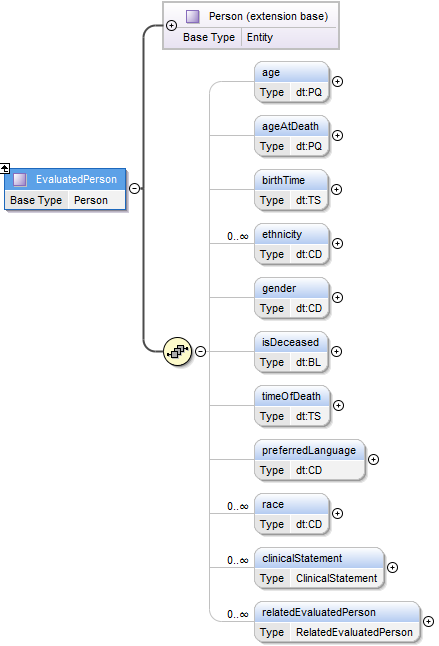 Person (extension base)
Base Type Entity
age
Type dt:PQ
ageAtDeath
Type dt:PQ
EvaluatedPerson
Base Type Person
birthTime
Type dt:TS
0..∞ ethnicity
Type dt:CD
gender
Type dt:CD
isDeceased
Type dt:BL
timeOfDeath
Type dt:TS
preferredLanguage
Type dt:CD
0..∞ race
Type dt:CD
0..∞ clinicalStatement
Type ClinicalStatement
0..∞ relatedEvaluatedPerson
Type RelatedEvaluatedPerson